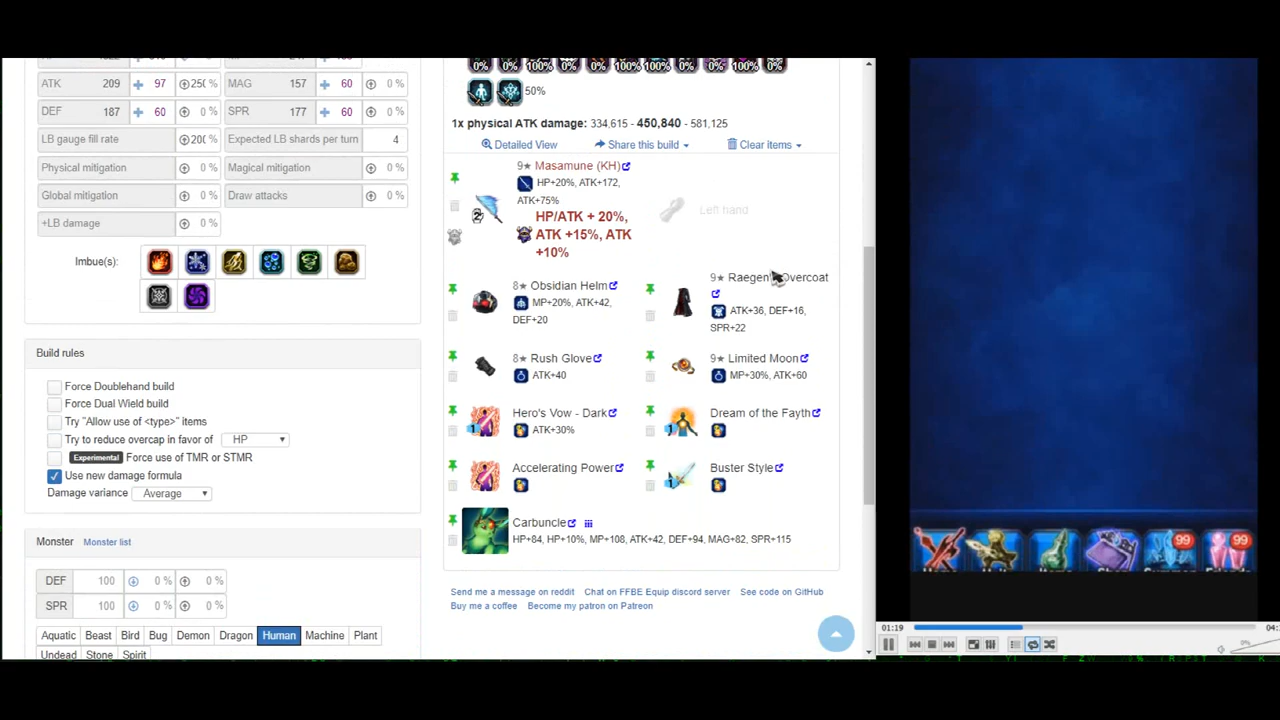 0% 0% 100% 0% 0% 100% 100% 0% 0% 100% 0%
ATK 209 97 250 % MAG 157 60 0 %
DEF 187 60 0 % SPR 177 60 0 %
LB gauge fill rate 200 % Expected LB shards per turn 4
Physical mitigation 0 % Magical mitigation 0 %
Global mitigation 0 % Draw attacks 0 %
+LB damage 0 %
Imbue(s):
Build rules
Force Doublehand build
Force Dual Wield build
Try "Allow use of <type>" items
Try to reduce overcap in favor of HP
Experimental Force use of TMR or STMR
Use new damage formula
Damage variance Average
Monster Monster list
DEF 100 0 % 0 %
SPR 100 0 % 0 %
Aquatic Beast Bird Bug Demon Dragon Human Machine Plant
Undead Stone Spirit
50%
1x physical ATK damage: 334,615 - 450,840 - 581,125
Detailed View Share this build Clear items
9★ Masamune (KH)
HP+20%, ATK+172,
ATK+75%
HP/ATK + 20%,
ATK +15%, ATK
+10%
2
Left hand
8★ Obsidian Helm
MP+20%, ATK+42,
DEF+20
9★ Raegen Overcoat
ATK+36, DEF+16,
SPR+22
8★ Rush Glove
ATK+40
9★ Limited Moon
MP+30%, ATK+60
Hero's Vow - Dark
1 ATK+30%
Dream of the Fayth
1
Accelerating Power
Buster Style
1
Carbuncle
HP+84, HP+10%, MP+108, ATK+42, DEF+94, MAG+82, SPR+115
Send me a message on reddit Chat on FFBE Equip discord server See code on GitHub
Buy me a coffee Become my patron on Patreon
99 99
01:19
0%